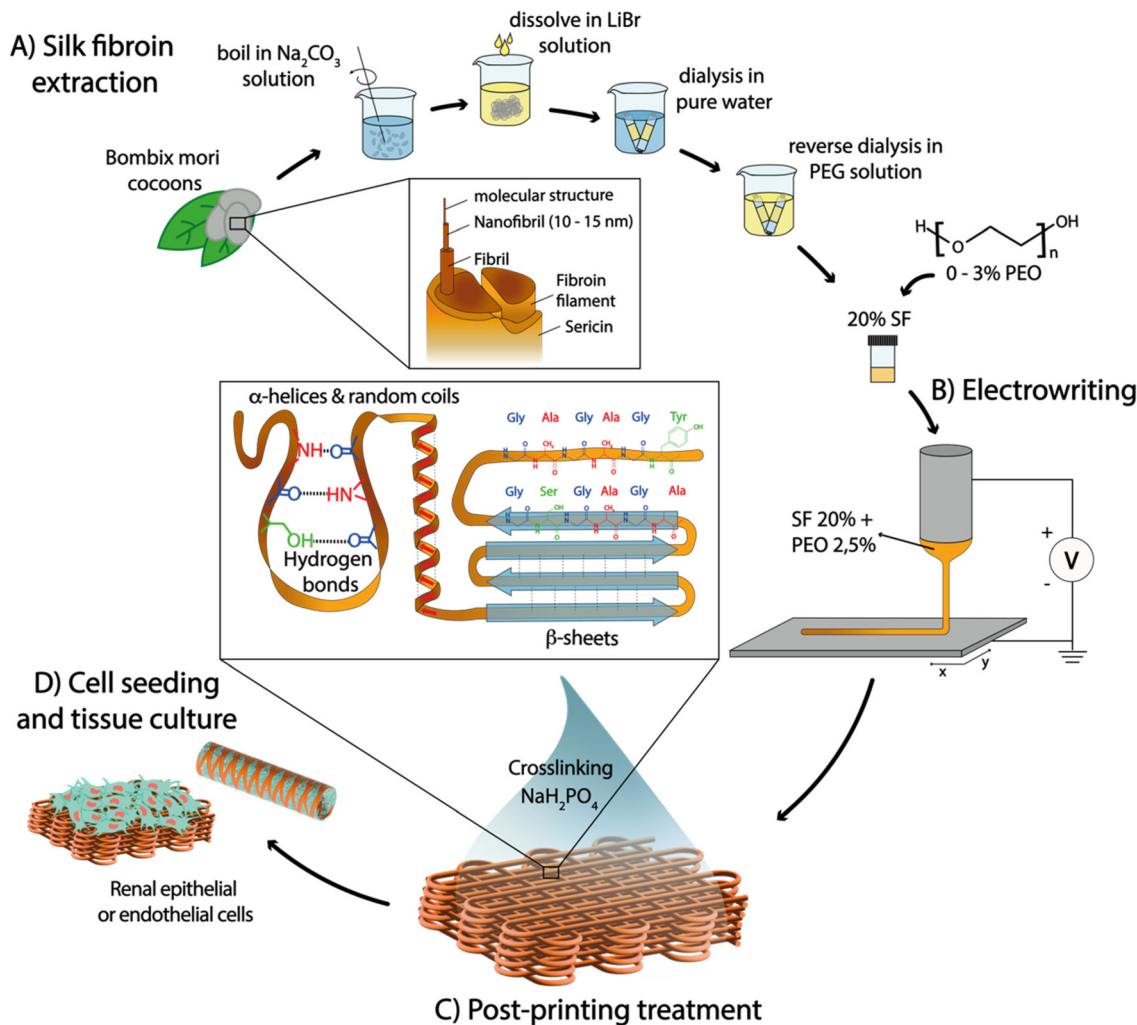 A) Silk fibroin
extraction
boil in Na₂CO₃
solution
dissolve in LiBr
solution
dialysis in
pure water
reverse dialysis in
PEG solution
Bombix mori
cocoons
molecular structure
Nanofibril (10 - 15 nm)
Fibril
Fibroin
filament
Sericin
H
O
OH
n
0 - 3% PEO
20% SF
B) Electrowriting
SF 20% +
PEO 2,5%
+
V
-
x
y
α-helices & random coils
NH
O
O
HN
OH
O
Hydrogen
bonds
Gly Ala Gly Ala Gly Tyr
Gly Ser Gly Ala Gly Ala
β-sheets
Crosslinking
NaH₂PO₄
C) Post-printing treatment
D) Cell seeding
and tissue culture
Renal epithelial
or endothelial cells